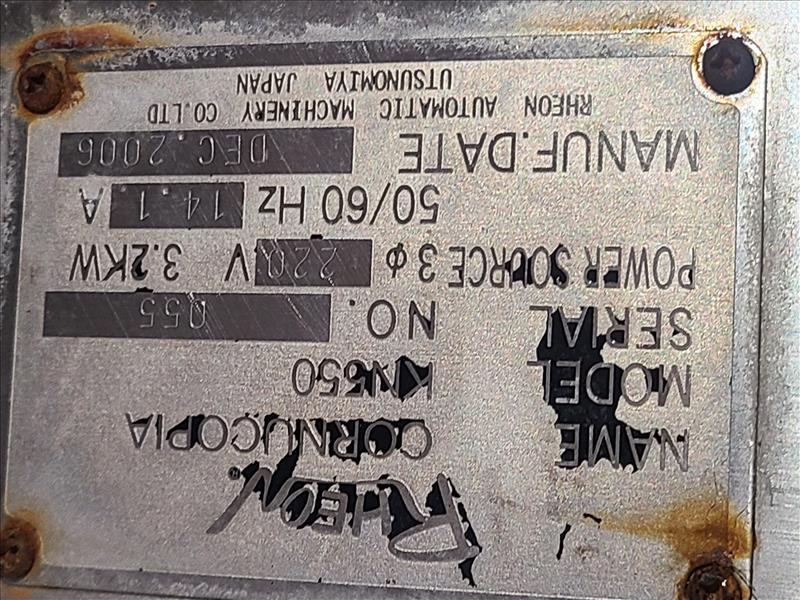 RHEON®
NAME CORNUCOPIA
MODEL KN550
SERIAL NO. 055
POWER SOURCE 3 φ 220 V 3.2KW
50/60 Hz 14.1 A
MANUF.DATE DEC.2006
RHEON AUTOMATIC MACHINERY CO.LTD
UTSUNOMIYA JAPAN